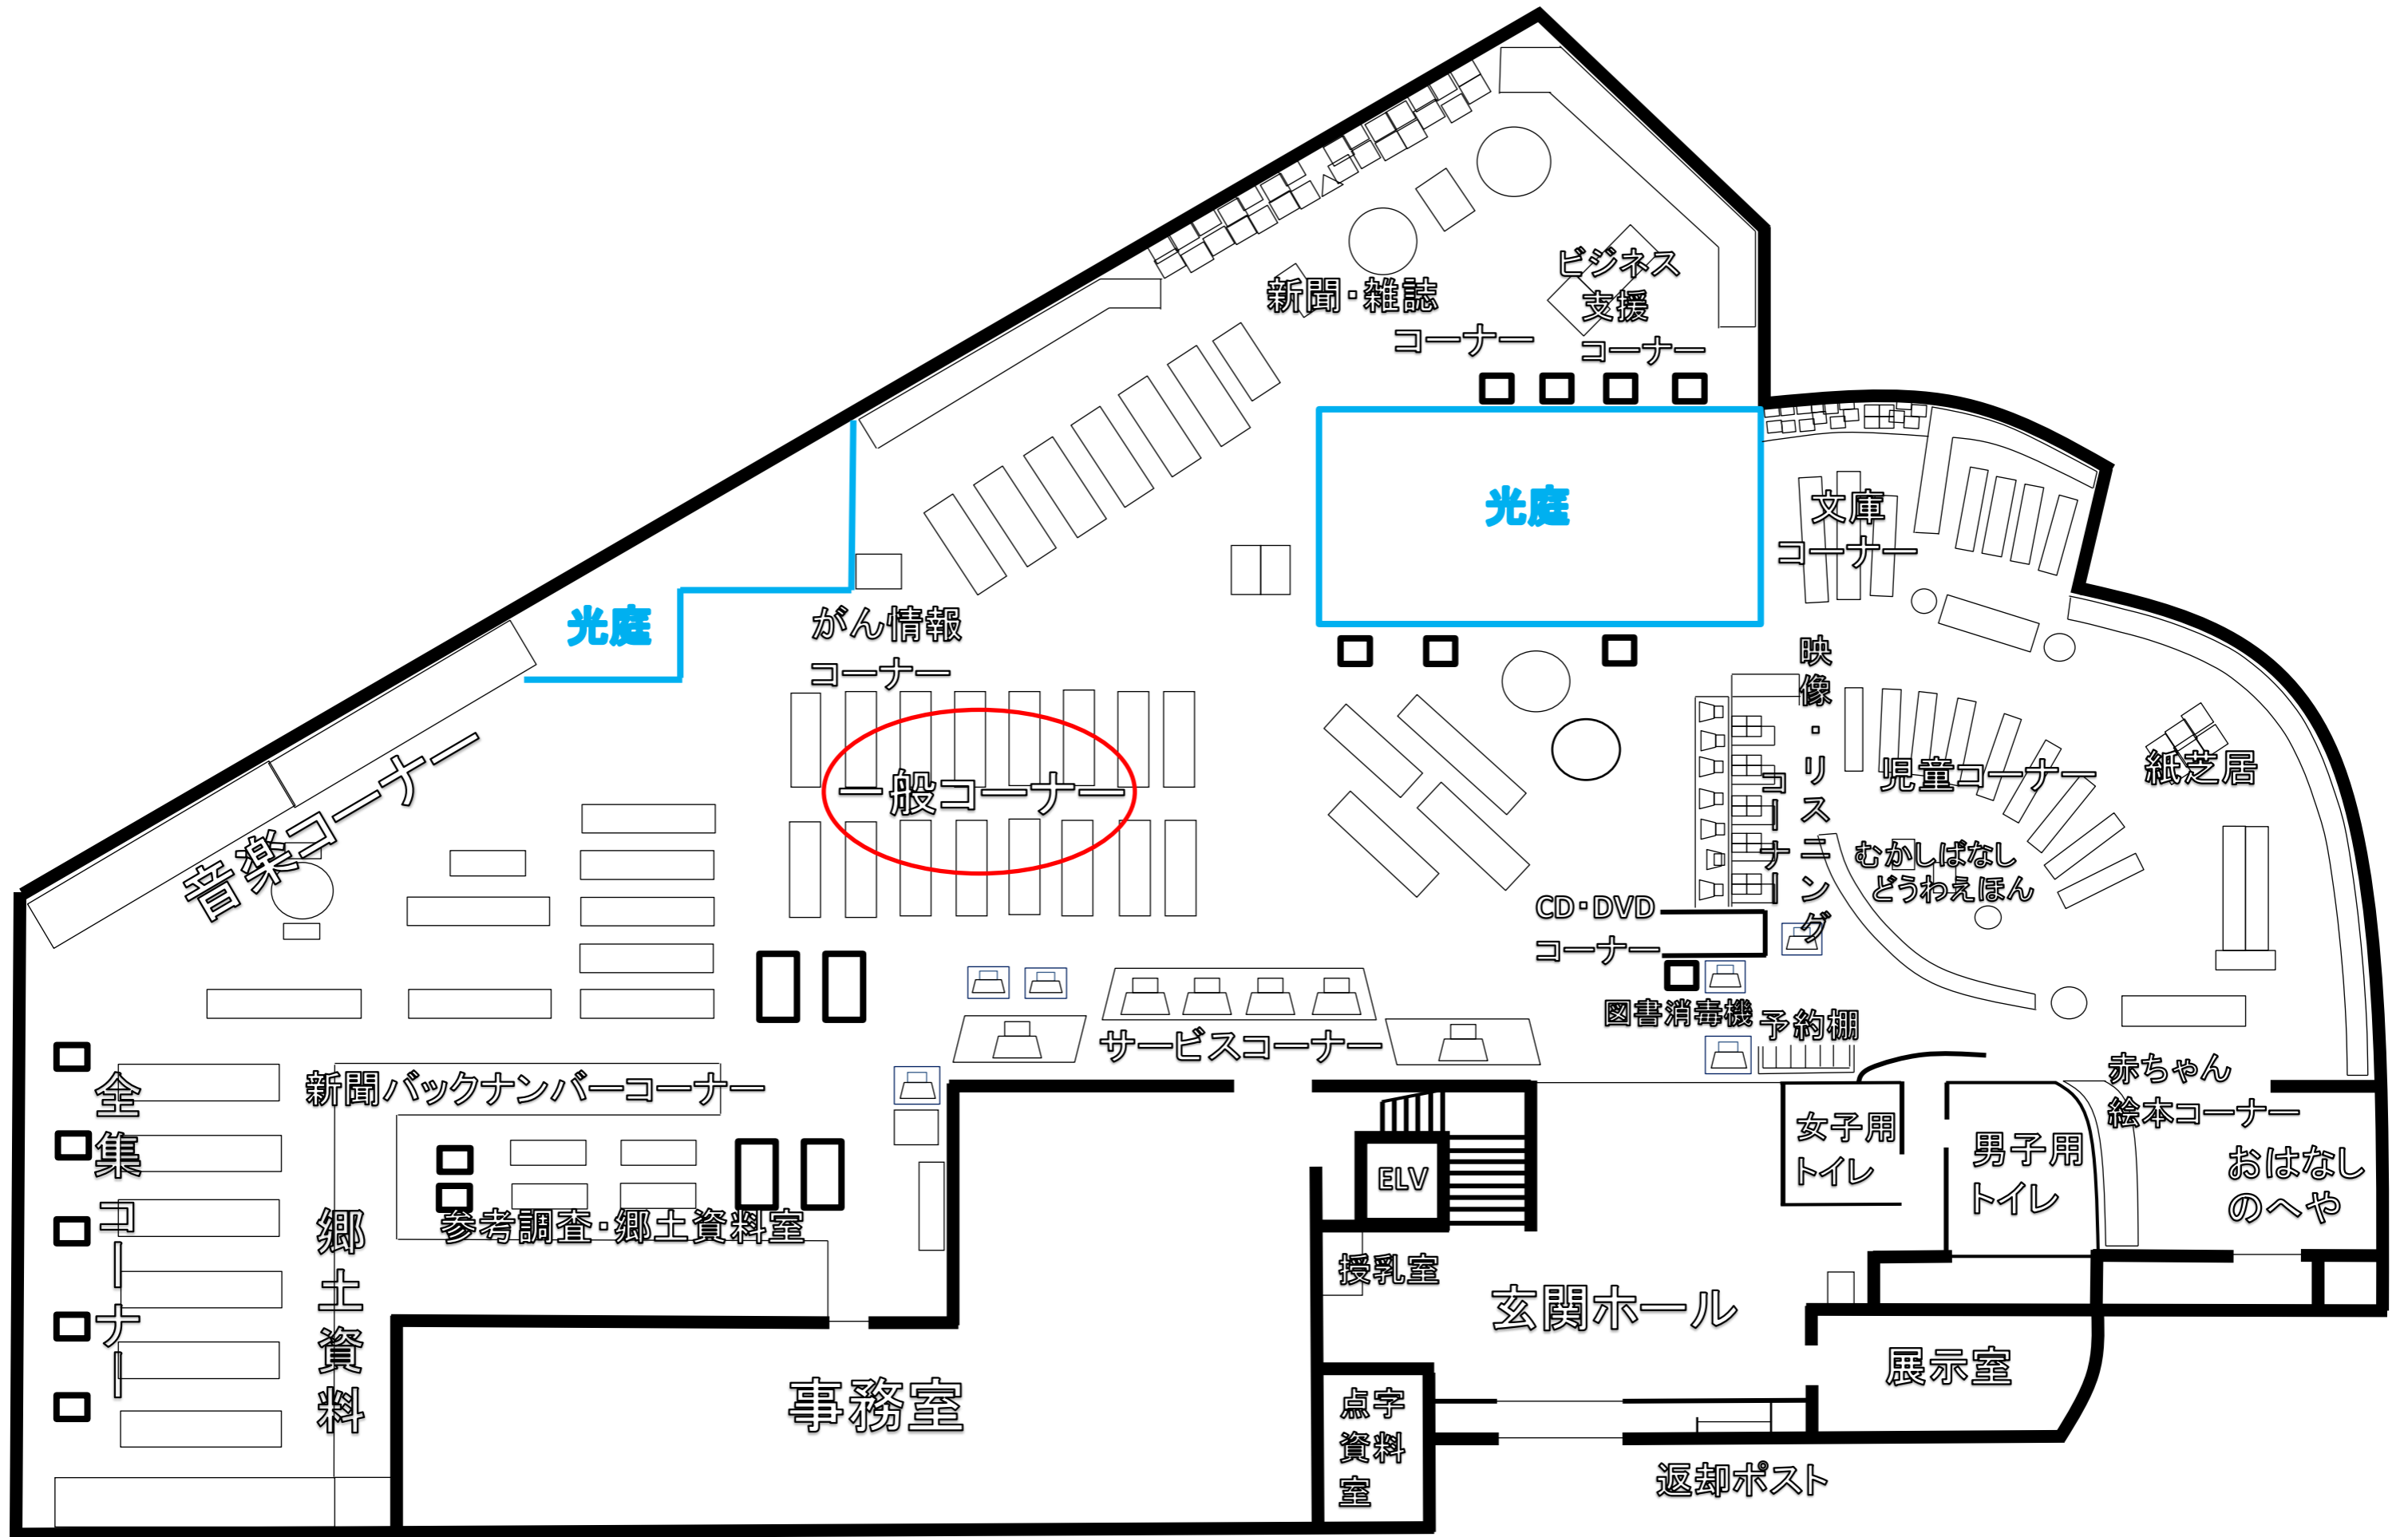 ビジネス
支援
コーナー
新聞・雑誌
コーナー
光庭
文庫
コーナー
光庭
がん情報
コーナー
映像・リスニング
コーナー
児童コーナー
紙芝居
一般コーナー
音楽コーナー
むかしばなし
どうわえほん
CD・DVD
コーナー
図書消毒機
予約棚
サービスコーナー
全集コーナー
新聞バックナンバーコーナー
赤ちゃん
絵本コーナー
女子用
トイレ
男子用
トイレ
おはなし
のへや
ELV
郷土資料
参考調査・郷土資料室
授乳室
玄関ホール
展示室
事務室
点字
資料
室
返却ポスト